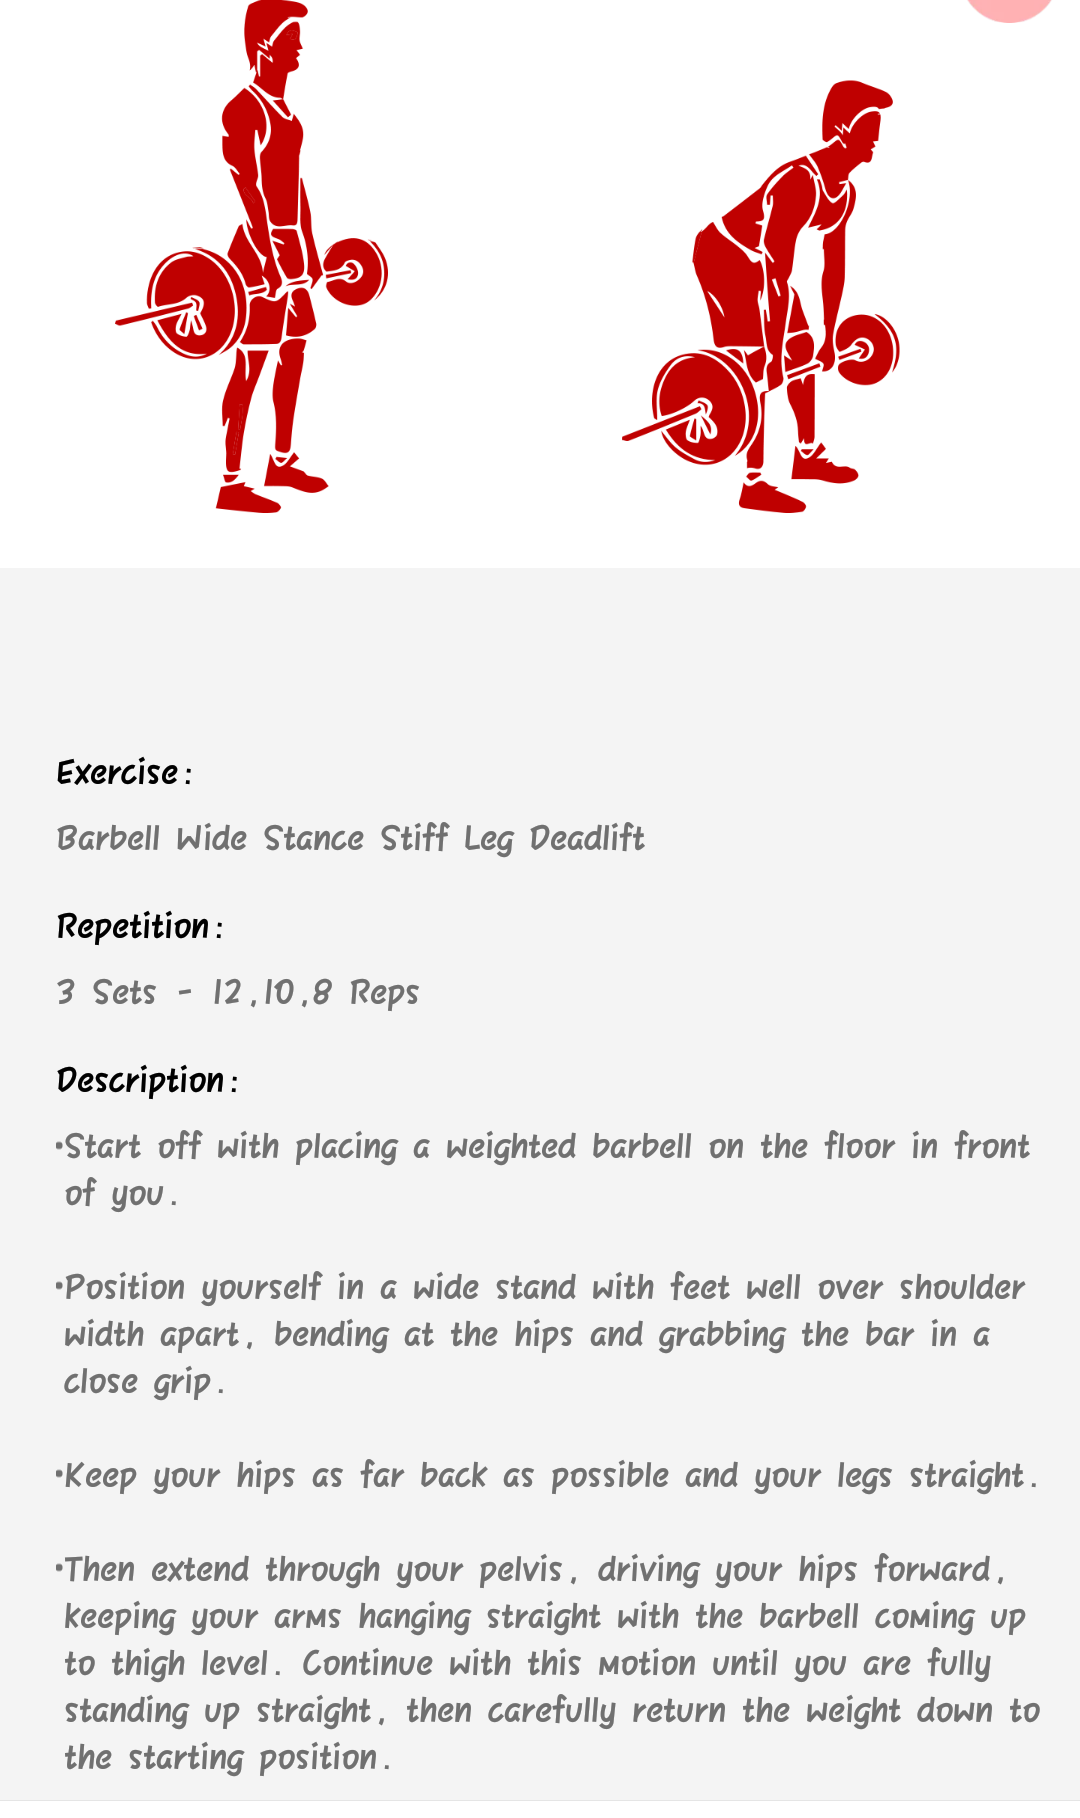 Exercise:
Barbell Wide Stance Stiff Leg Deadlift
Repetition:
3 Sets - 12,10,8 Reps
Description:
•Start off with placing a weighted barbell on the floor in front
of you.
•Position yourself in a wide stand with feet well over shoulder
width apart, bending at the hips and grabbing the bar in a
close grip.
•Keep your hips as far back as possible and your legs straight.
•Then extend through your pelvis, driving your hips forward,
keeping your arms hanging straight with the barbell coming up
to thigh level. Continue with this motion until you are fully
standing up straight, then carefully return the weight down to
the starting position.